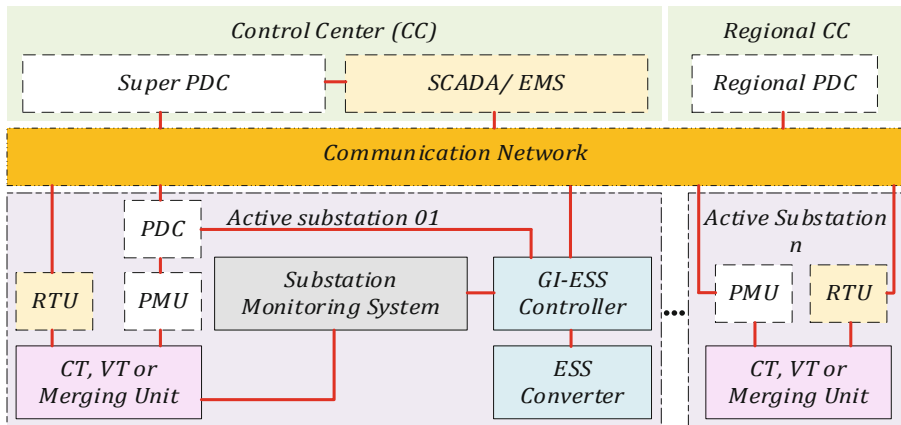 Control Center (CC)
Regional CC
Super PDC
SCADA/ EMS
Regional PDC
Communication Network
PDC
Active substation 01
Active Substation
n
RTU
PMU
Substation
Monitoring System
GI-ESS
Controller
...
PMU
RTU
CT, VT or
Merging Unit
ESS
Converter
CT, VT or
Merging Unit